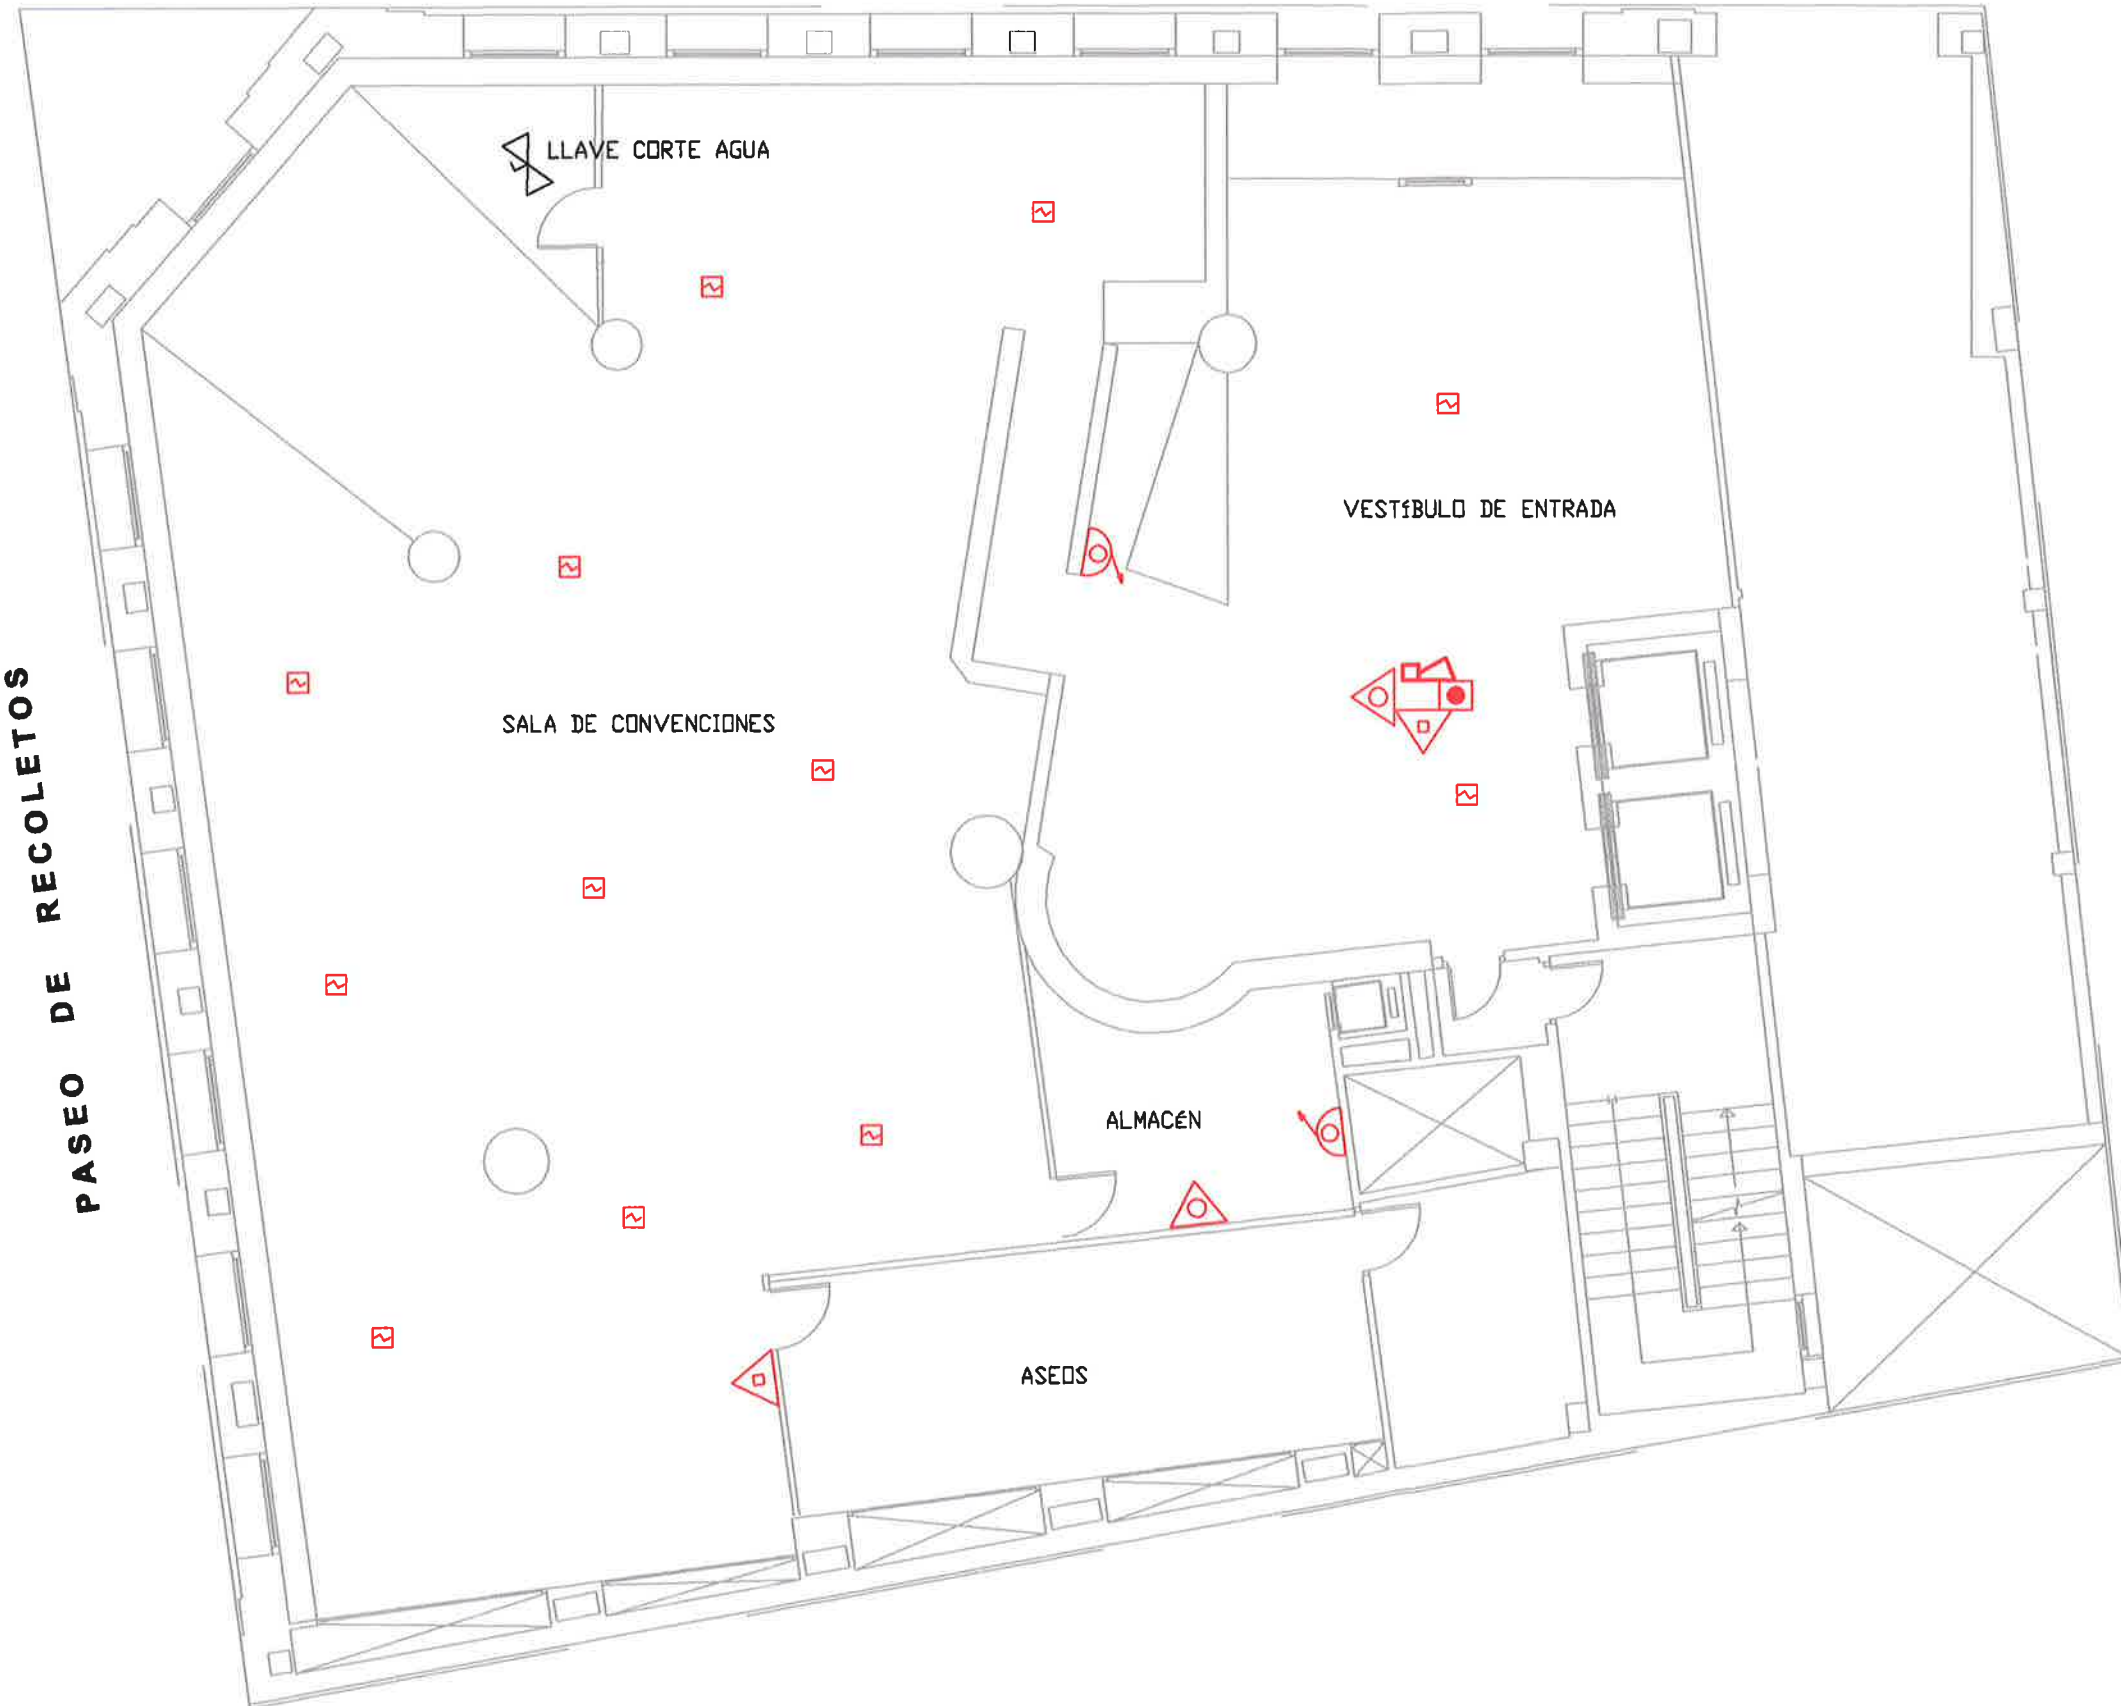 LLAVE CORTE AGUA
VESTÍBULO DE ENTRADA
PASEO DE RECOLETOS
SALA DE CONVENCIONES
ALMACÉN
ASEOS